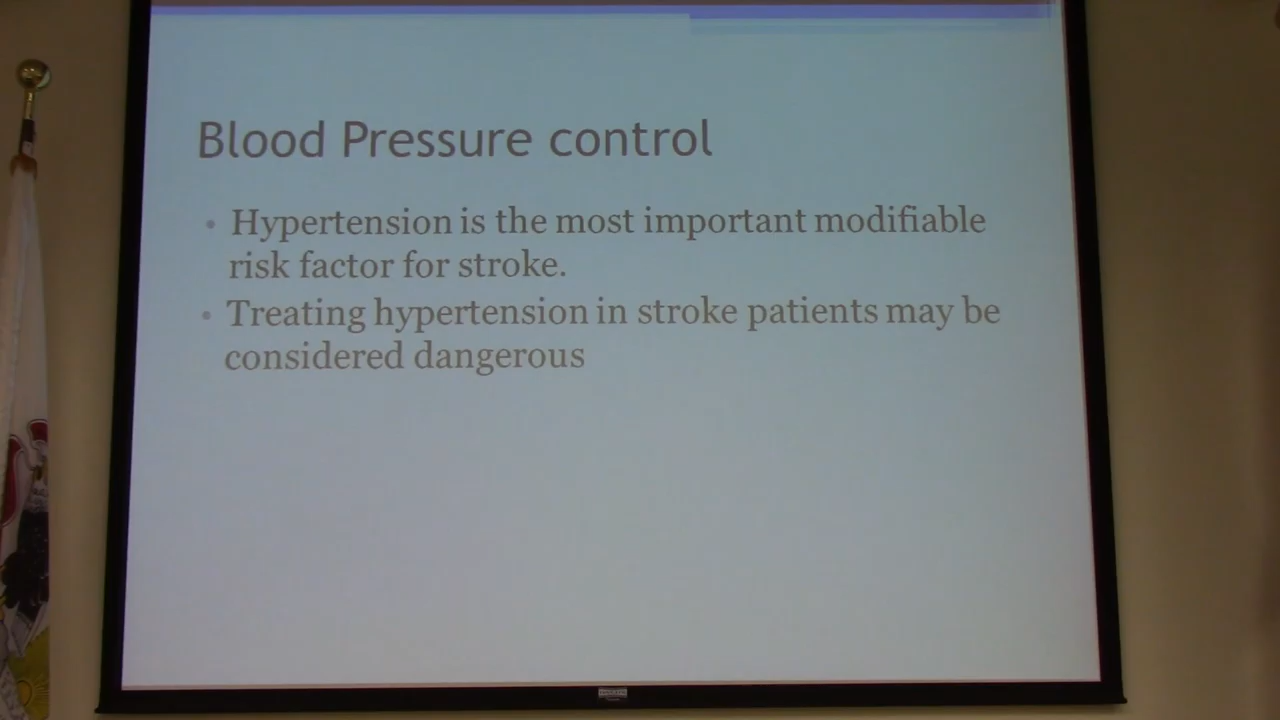 Blood Pressure control
• Hypertension is the most important modifiable
risk factor for stroke.
• Treating hypertension in stroke patients may be
considered dangerous